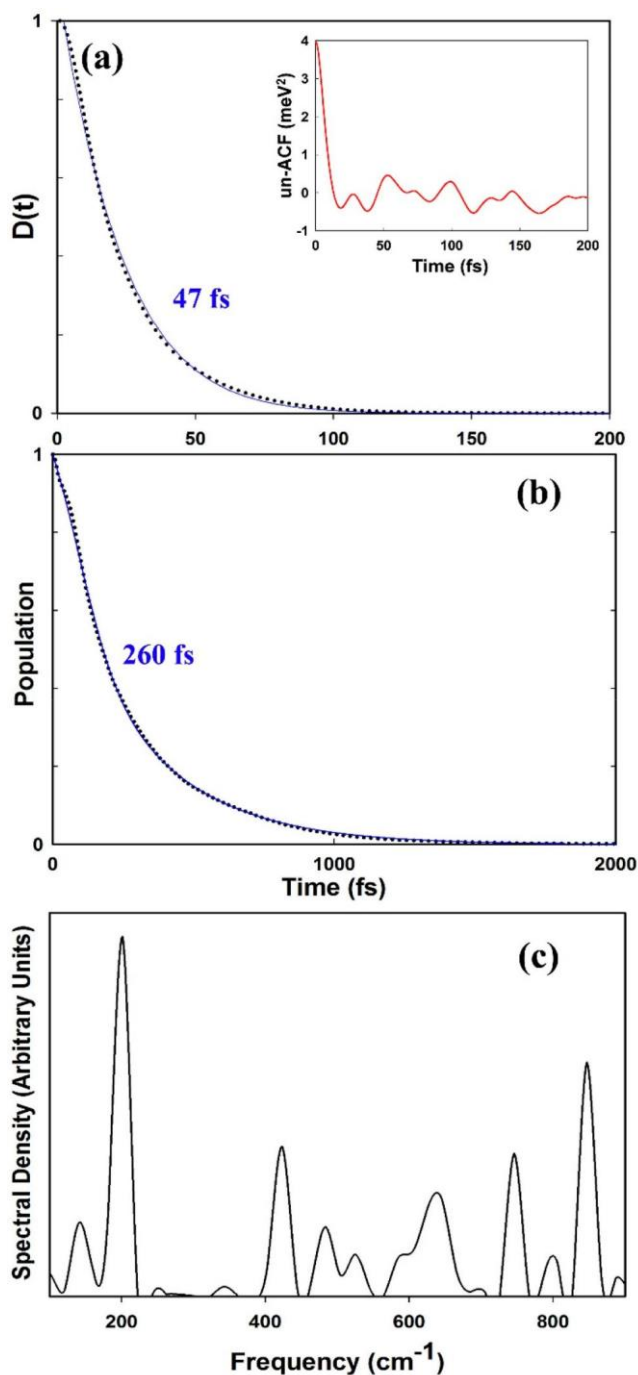 1
(a)
D(t)
47 fs
0
0 50 100 150 200
4
3
2
1
0
-1
un-ACF (meV²)
0 50 100 150 200
Time (fs)
1
(b)
Population
260 fs
0
0 1000 2000
Time (fs)
(c)
Spectral Density (Arbitrary Units)
200 400 600 800
Frequency (cm⁻¹)